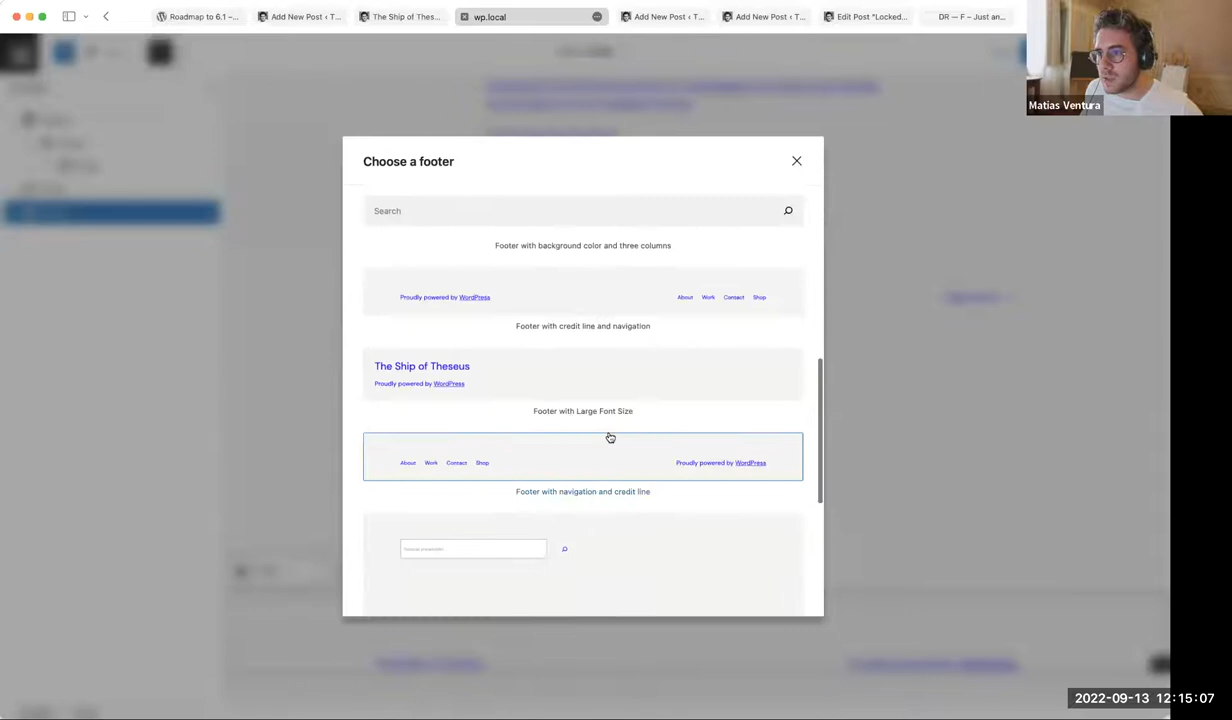 Roadmap to 6.1 –...
Add New Post ‹ T...
The Ship of Thes...
wp.local
Add New Post ‹ T...
Add New Post ‹ T...
Edit Post "Locked...
DR — F – Just an...
Matias Ventura
Choose a footer
Search
Footer with background color and three columns
Proudly powered by WordPress
About Work Contact Shop
Footer with credit line and navigation
The Ship of Theseus
Proudly powered by WordPress
Footer with Large Font Size
About Work Contact Shop
Proudly powered by WordPress
Footer with navigation and credit line
2022-09-13 12:15:07